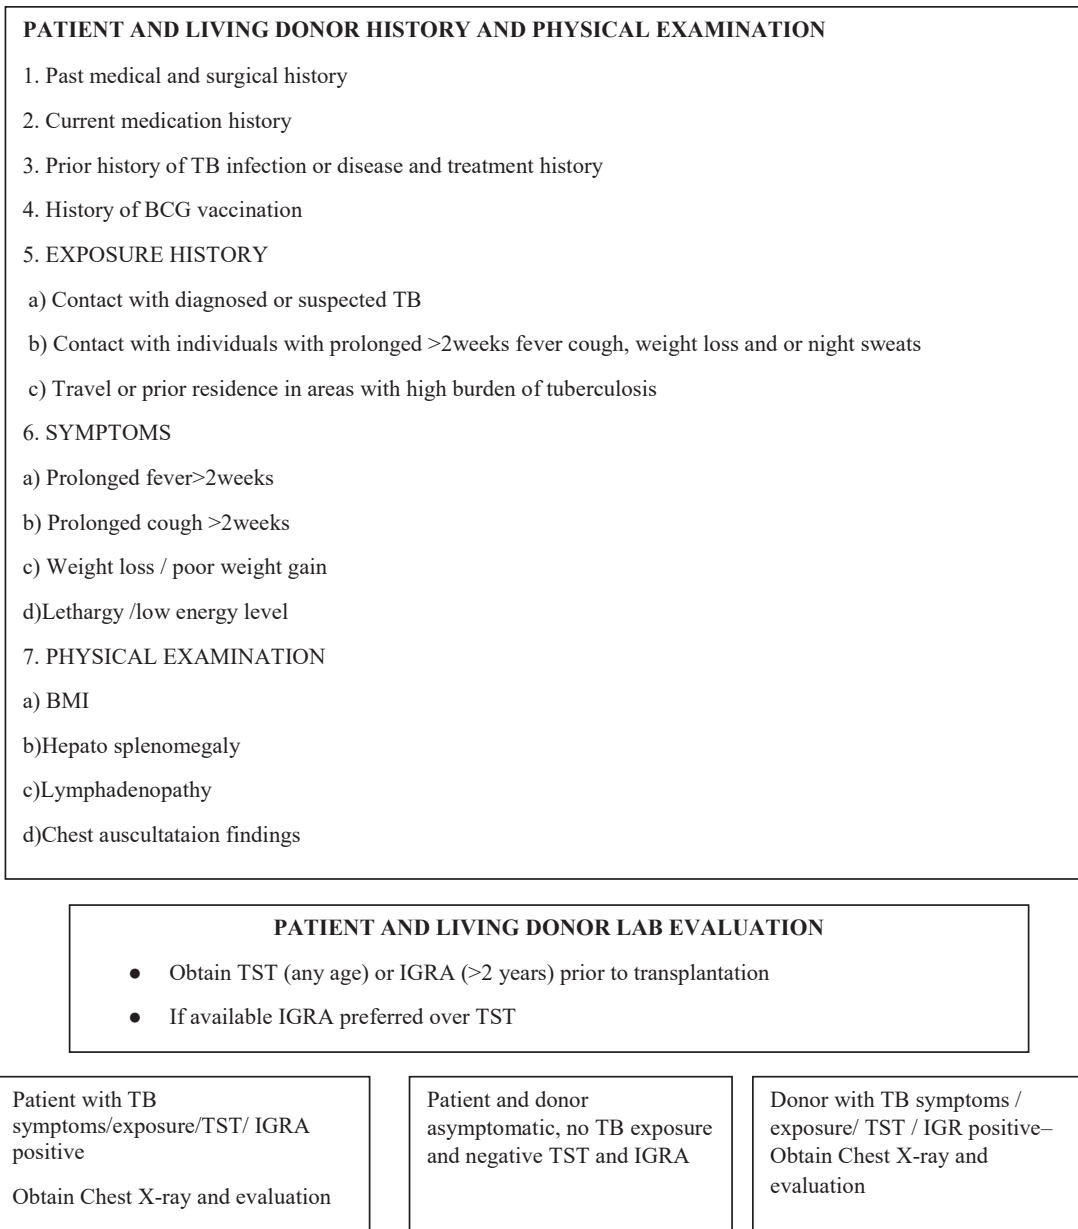 PATIENT AND LIVING DONOR HISTORY AND PHYSICAL EXAMINATION
1. Past medical and surgical history
2. Current medication history
3. Prior history of TB infection or disease and treatment history
4. History of BCG vaccination
5. EXPOSURE HISTORY
a) Contact with diagnosed or suspected TB
b) Contact with individuals with prolonged >2weeks fever cough, weight loss and or night sweats
c) Travel or prior residence in areas with high burden of tuberculosis
6. SYMPTOMS
a) Prolonged fever>2weeks
b) Prolonged cough >2weeks
c) Weight loss / poor weight gain
d)Lethargy /low energy level
7. PHYSICAL EXAMINATION
a) BMI
b)Hepato splenomegaly
c)Lymphadenopathy
d)Chest auscultataion findings
PATIENT AND LIVING DONOR LAB EVALUATION
● Obtain TST (any age) or IGRA (>2 years) prior to transplantation
● If available IGRA preferred over TST
Patient with TB
symptoms/exposure/TST/ IGRA
positive
Obtain Chest X-ray and evaluation
Patient and donor
asymptomatic, no TB exposure
and negative TST and IGRA
Donor with TB symptoms /
exposure/ TST / IGR positive–
Obtain Chest X-ray and
evaluation